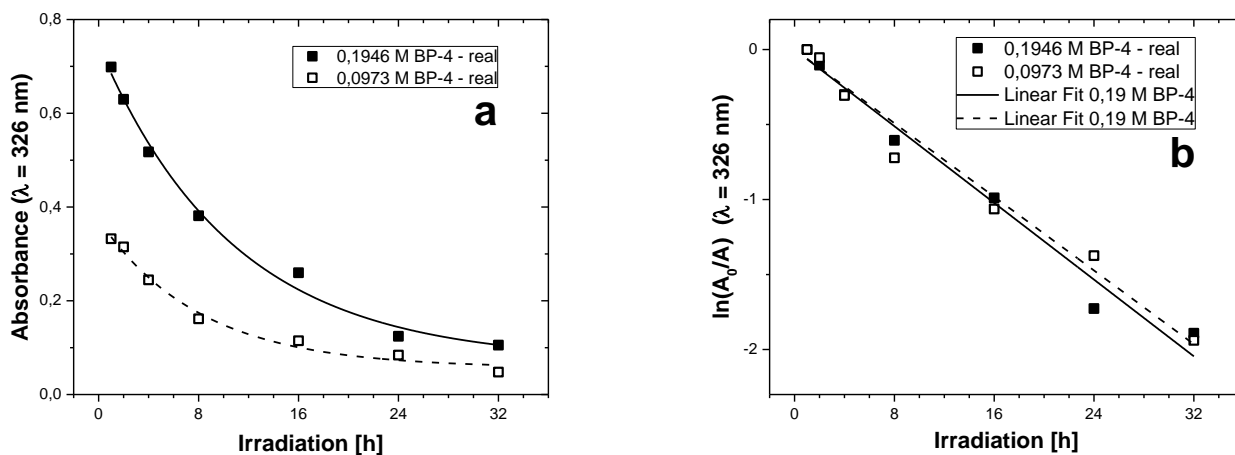 0,8
0,6
0,4
0,2
0,0
0
8
16
24
32
Absorbance (λ = 326 nm)
Irradiation [h]
0,1946 M BP-4 - real
0,0973 M BP-4 - real
a
0
-1
-2
0
8
16
24
32
ln(A₀/A) (λ = 326 nm)
Irradiation [h]
0,1946 M BP-4 - real
0,0973 M BP-4 - real
Linear Fit 0,19 M BP-4
Linear Fit 0,19 M BP-4
b